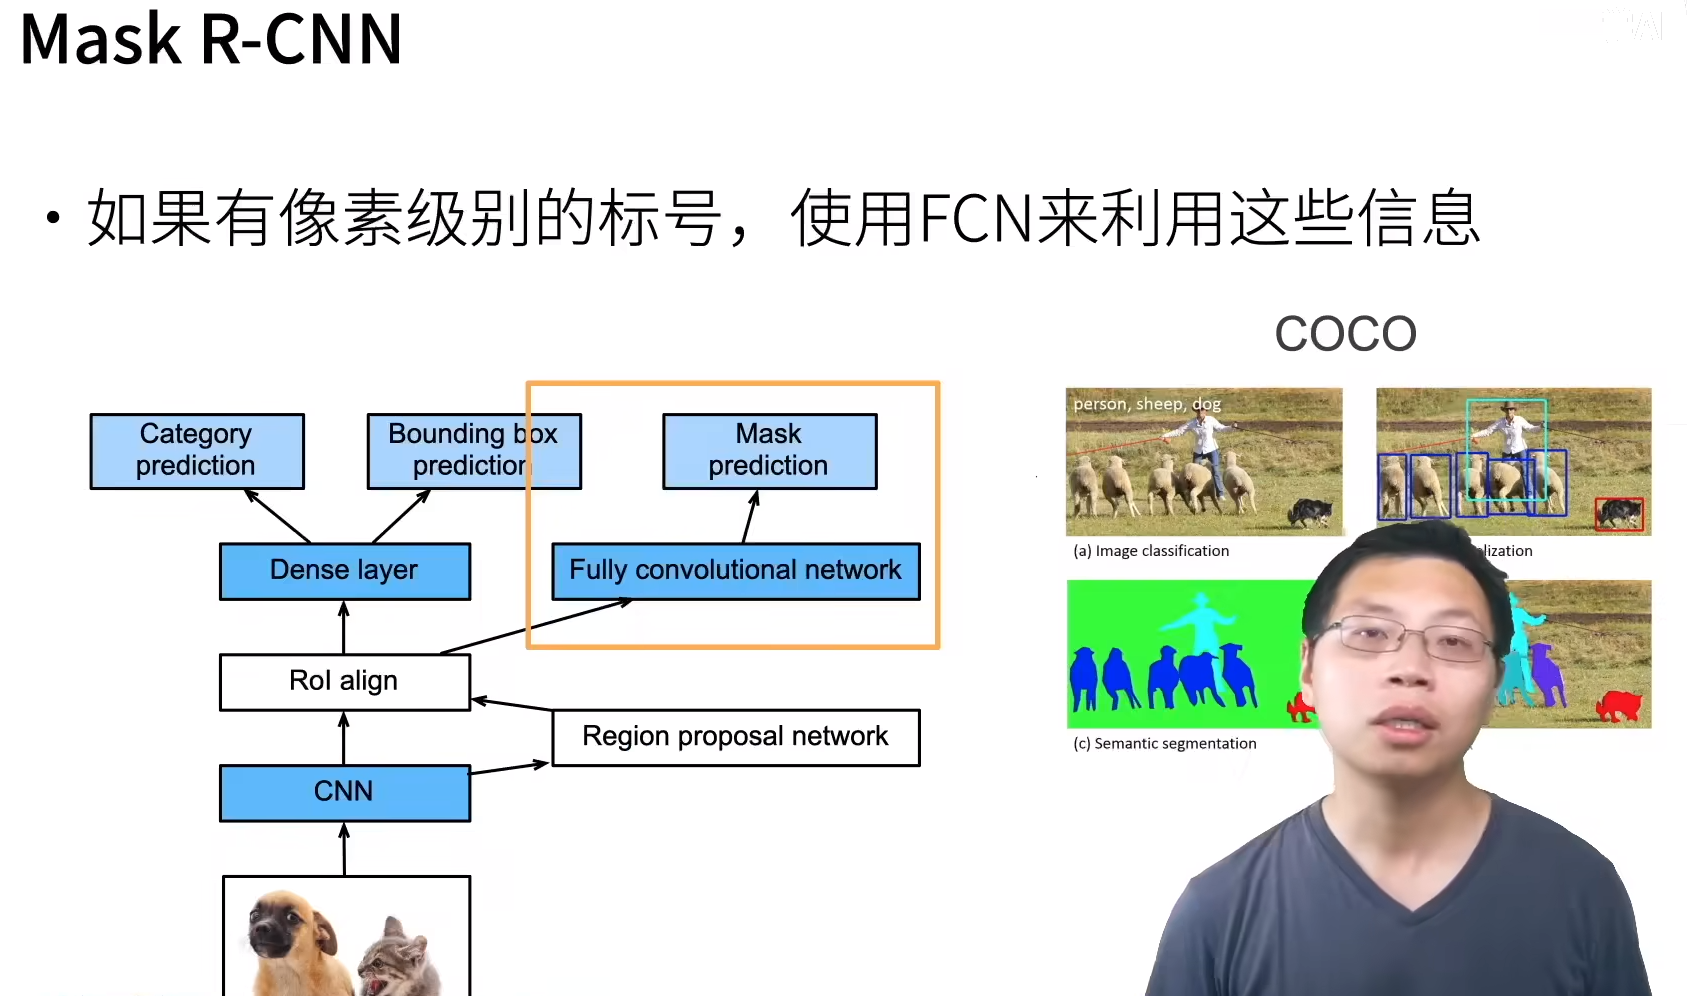 Mask R-CNN
• 如果有像素级别的标号，使用FCN来利用这些信息
COCO
Category
prediction
Bounding box
prediction
Mask
prediction
Dense layer
Fully convolutional network
RoI align
Region proposal network
CNN
person, sheep, dog
(a) Image classification
lization
(c) Semantic segmentation